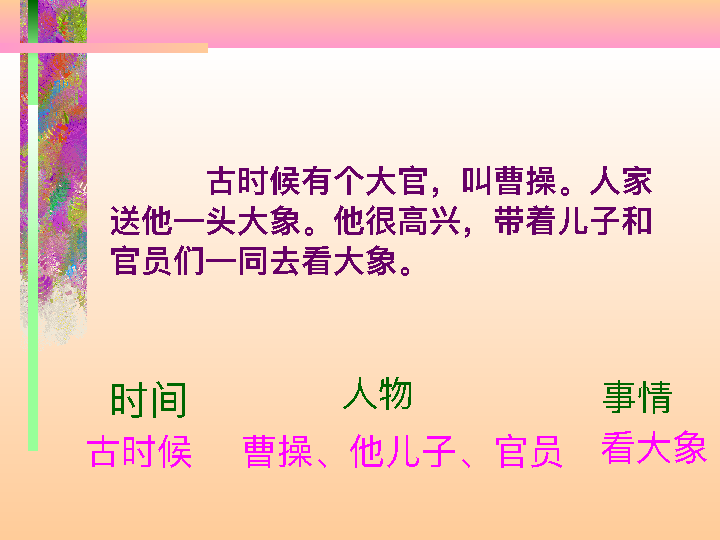 古时候有个大官，叫曹操。人家
送他一头大象。他很高兴，带着儿子和
官员们一同去看大象。
时间 人物 事情
古时候 曹操、他儿子、官员 看大象